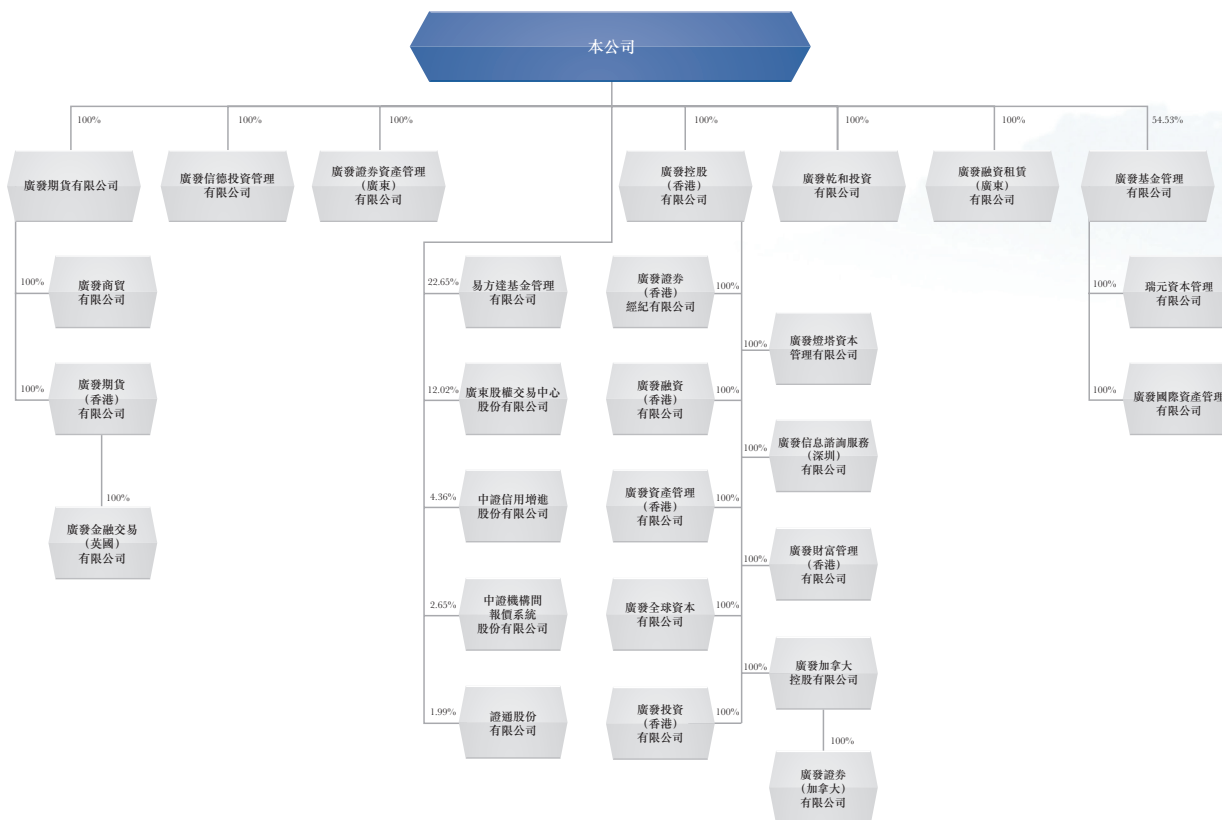 本公司
100%
100%
100%
100%
100%
100%
54.53%
廣發期貨有限公司
廣發信德投資管理
有限公司
廣發證券資產管理
(廣東)
有限公司
廣發控股
(香港)
有限公司
廣發乾和投資
有限公司
廣發融資租賃
(廣東)
有限公司
廣發基金管理
有限公司
100%
廣發商貿
有限公司
100%
廣發期貨
(香港)
有限公司
100%
廣發金融交易
(英國)
有限公司
22.65%
易方達基金管理
有限公司
12.02%
廣東股權交易中心
股份有限公司
4.36%
中證信用增進
股份有限公司
2.65%
中證機構間
報價系統
股份有限公司
1.99%
證通股份
有限公司
廣發證券
(香港)
經紀有限公司
100%
廣發融資
(香港)
有限公司
100%
廣發資產管理
(香港)
有限公司
100%
廣發全球資本
有限公司
100%
廣發投資
(香港)
有限公司
100%
100%
廣發燈塔資本
管理有限公司
100%
廣發信息諮詢服務
(深圳)
有限公司
100%
廣發財富管理
(香港)
有限公司
100%
廣發加拿大
控股有限公司
100%
廣發證券
(加拿大)
有限公司
100%
瑞元資本管理
有限公司
100%
廣發國際資產管理
有限公司